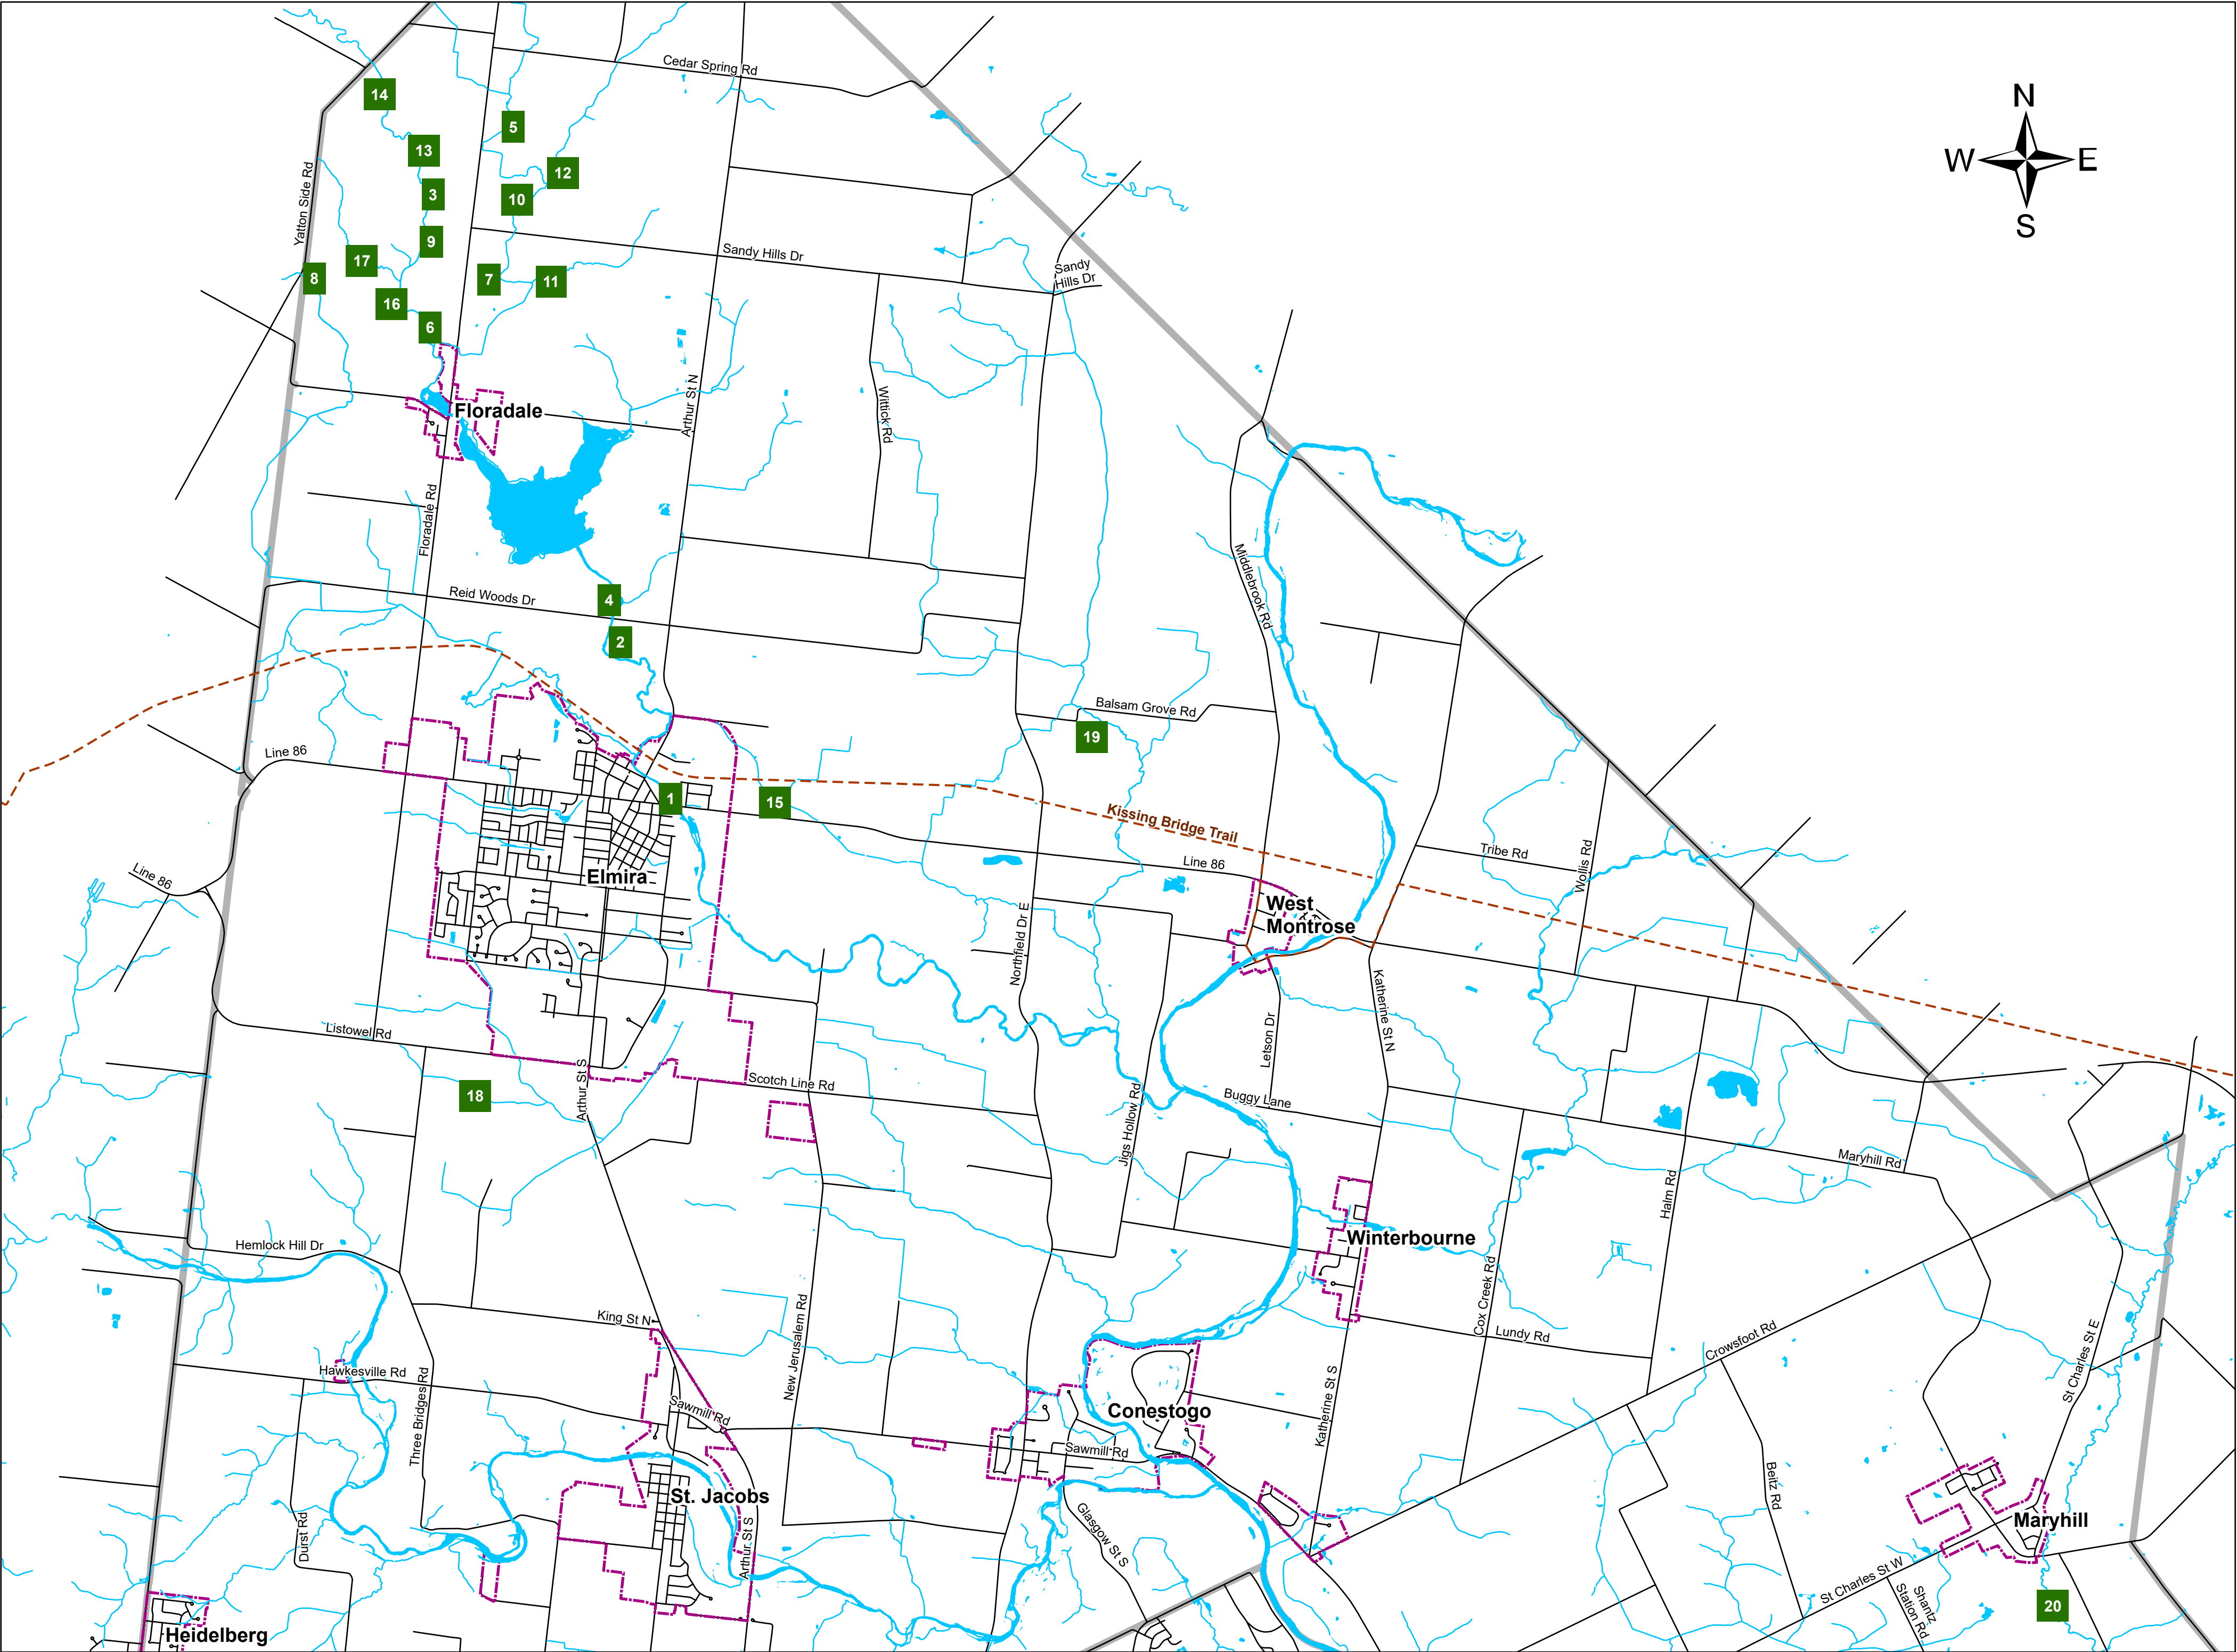 N
W E
S
Cedar Spring Rd
14
5
13
12
3
10
Yatton Side Rd
9
17
8
7
11
16
6
Sandy Hills Dr
Sandy
Hills Dr
Floradale
Arthur St N
Wittick Rd
Floradale Rd
Middlebrook Rd
Reid Woods Dr
4
2
Balsam Grove Rd
19
Line 86
1
15
Kissing Bridge Trail
Line 86
Tribe Rd
Wollis Rd
Line 86
Elmira
West
Montrose
Northfield Dr E
Katherine St N
Letson Dr
Listowel Rd
18
Arthur St S
Scotch Line Rd
Buggy Lane
Jigs Hollow Rd
Maryhill Rd
Halm Rd
Hemlock Hill Dr
Winterbourne
King St N
New Jerusalem Rd
Cox Creek Rd
Lundy Rd
Crowsfoot Rd
St Charles St E
Hawkesville Rd
Three Bridges Rd
Sawmill Rd
Conestogo
Katherine St S
Sawmill Rd
Beitz Rd
St. Jacobs
Glasgow St S
Arthur St S
Durst Rd
Maryhill
St Charles St W
Shantz
Station Rd
20
Heidelberg